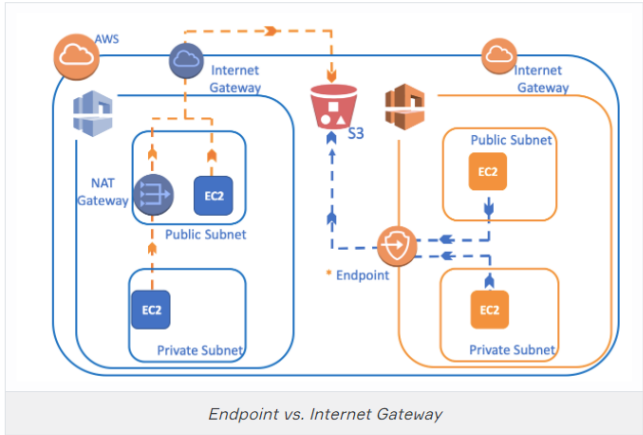 AWS
Internet
Gateway
Internet
Gateway
S3
Public Subnet
EC2
NAT
Gateway
EC2
Public Subnet
Endpoint
EC2
Private Subnet
EC2
Private Subnet
Endpoint vs. Internet Gateway